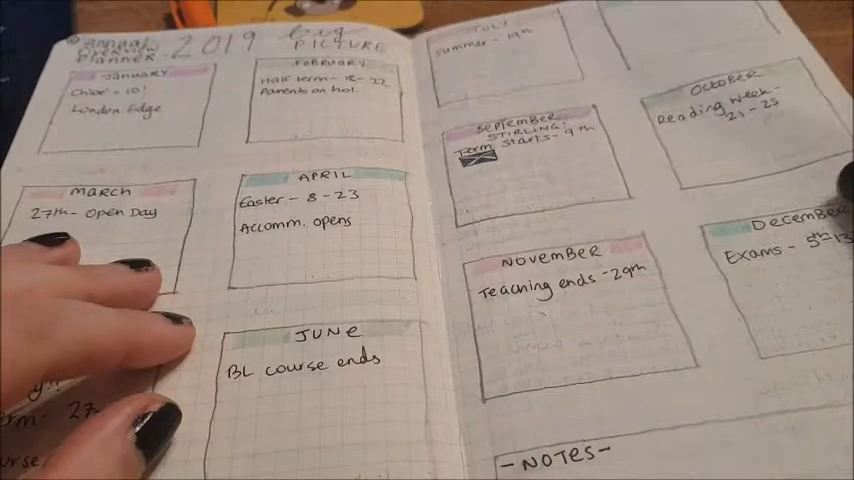 Annual
Overview
Planner
2019
big
PICTURE
January
Chloe = 10!
London Edge
February
Half term - 18 - 22
Parents on hol.
March
27th - Open Day
April
Easter - 8 - 23
Accomm. opens
June
BL course ends
July
Summer - 19th
September
STIRLING!
Term starts - 9th
October
Reading week -
21 - 25
November
Teaching ends - 29th
December
Exams - 5th-13
- NOTES -